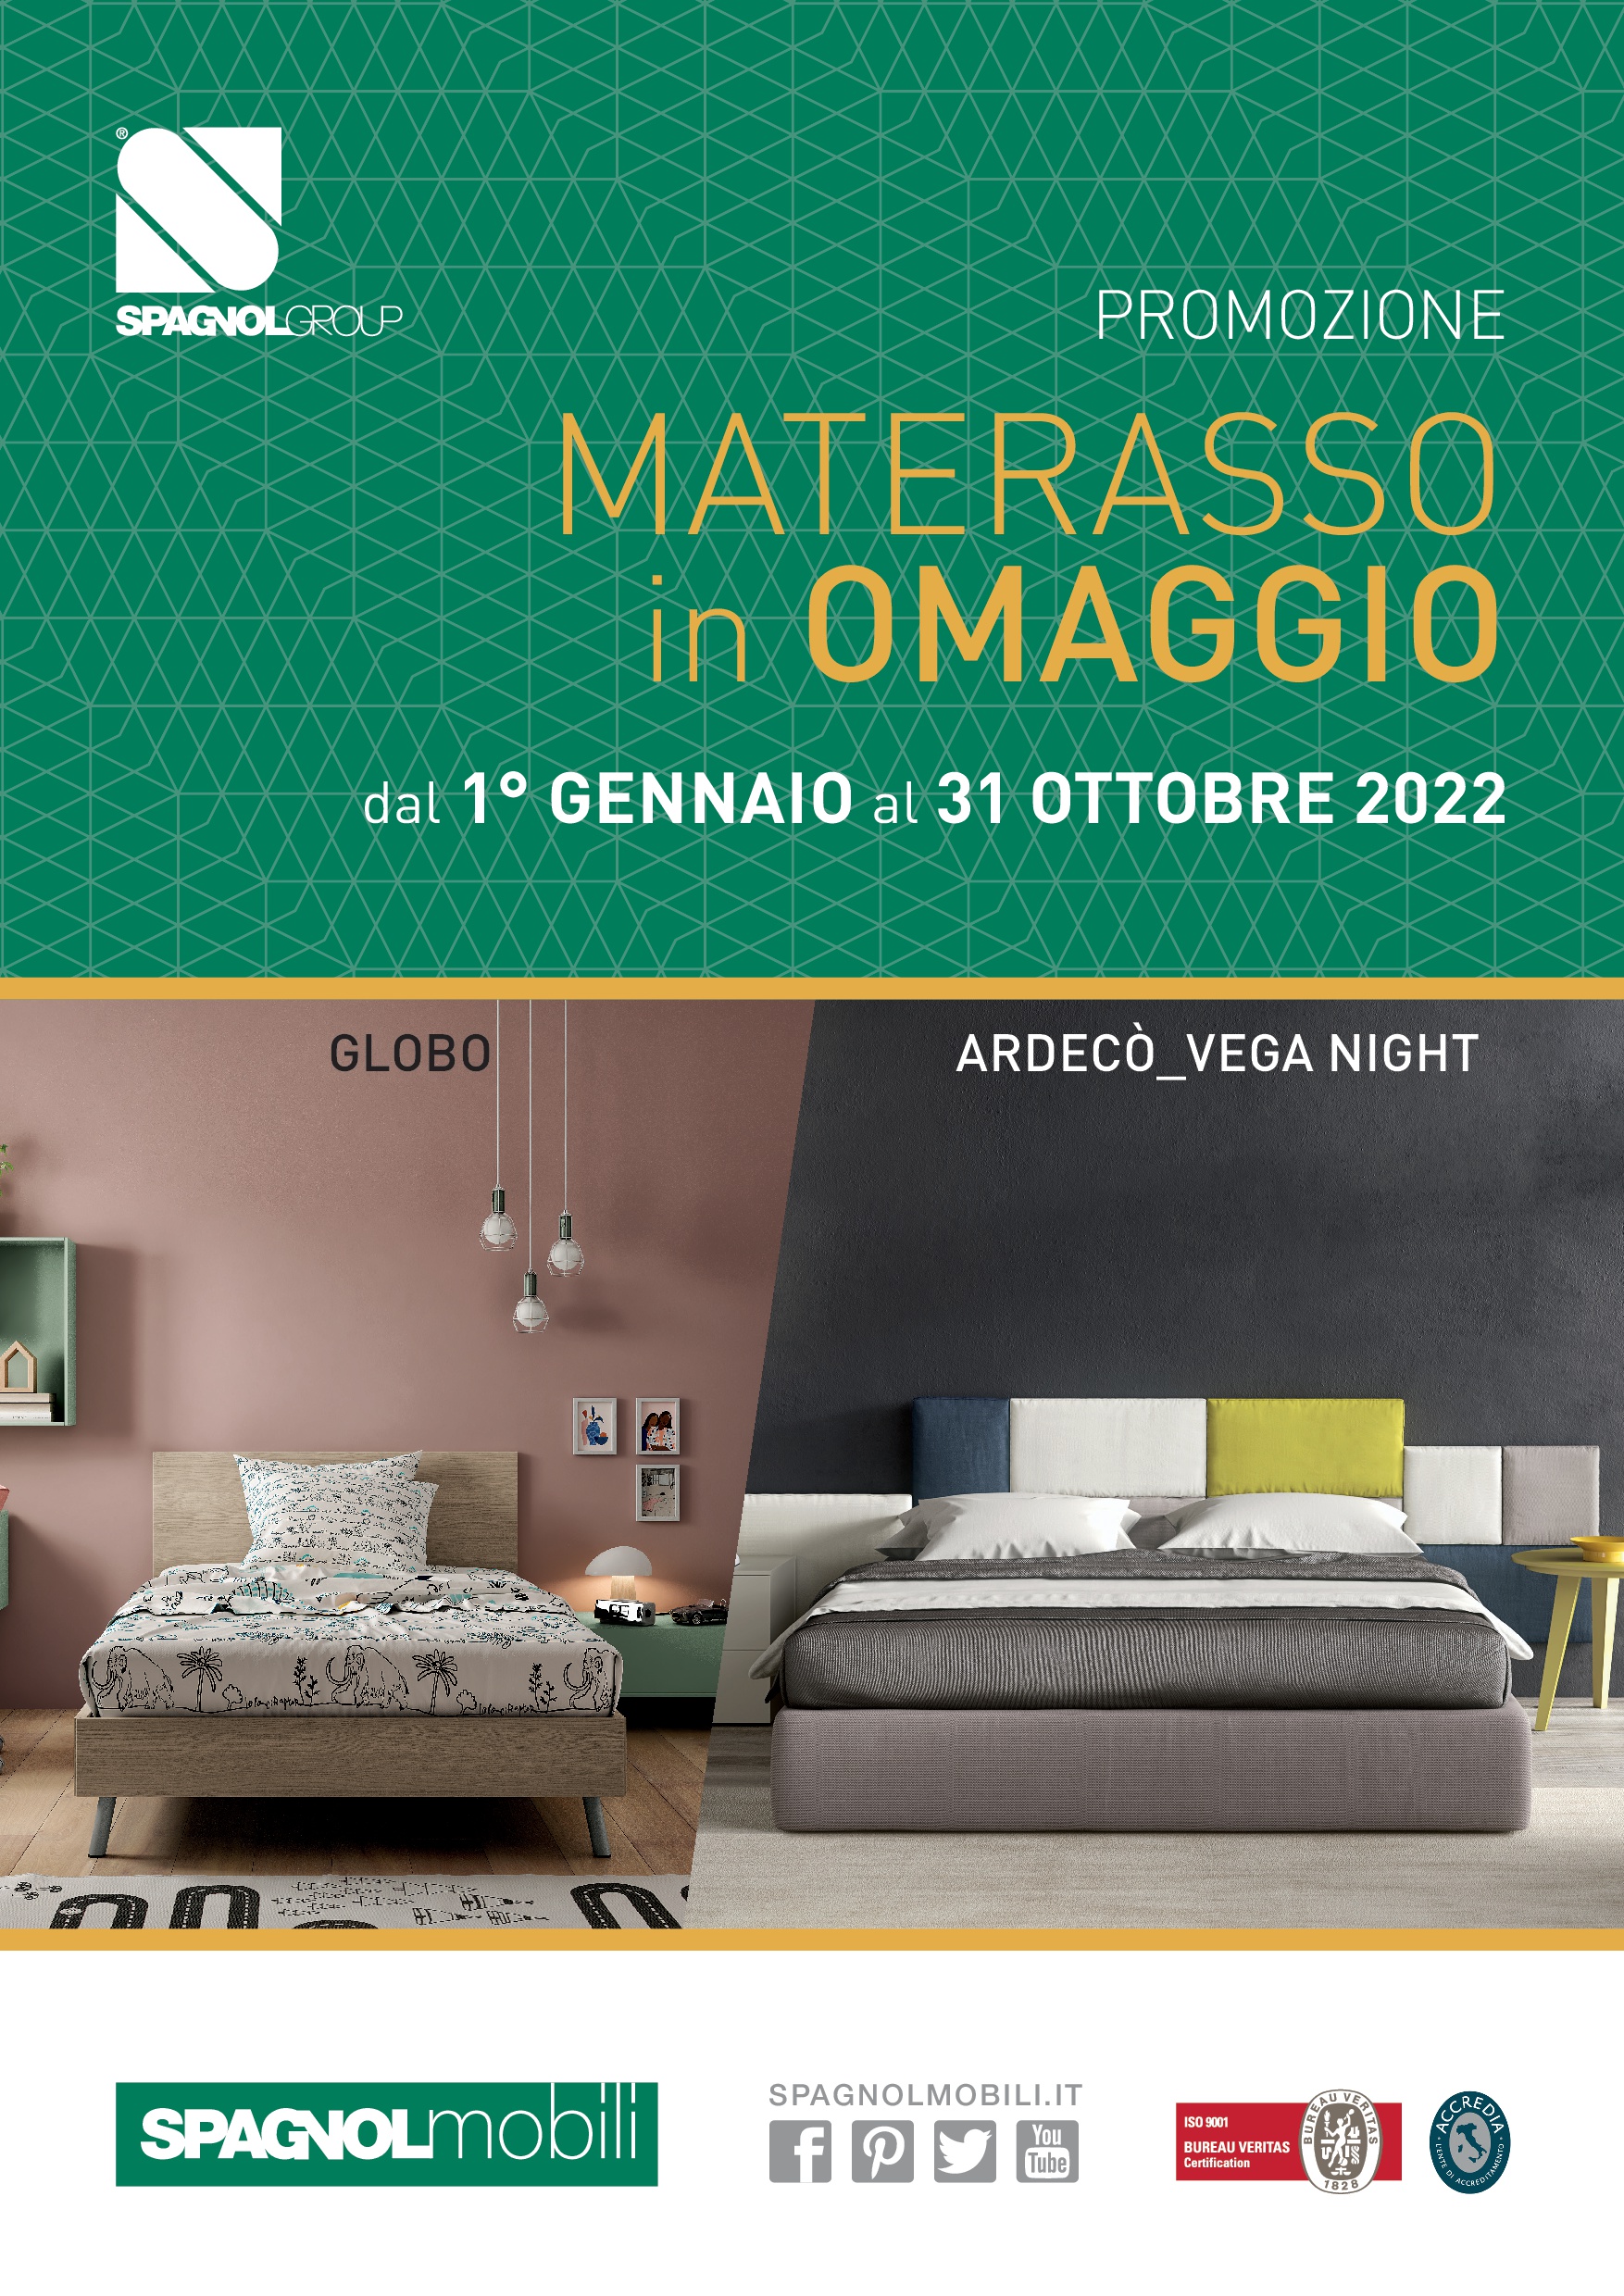 ®
SPAGNOLGROUP
PROMOZIONE
MATERASSO
in OMAGGIO
dal 1° GENNAIO al 31 OTTOBRE 2022
GLOBO
ARDECÒ_VEGA NIGHT
SPAGNOLmobili
SPAGNOLMOBILI.IT
You
Tube
ISO 9001
BUREAU VERITAS
Certification
BUREAU VERITAS
1828
ACCREDIA
L'ENTE DI ACCREDITAMENTO